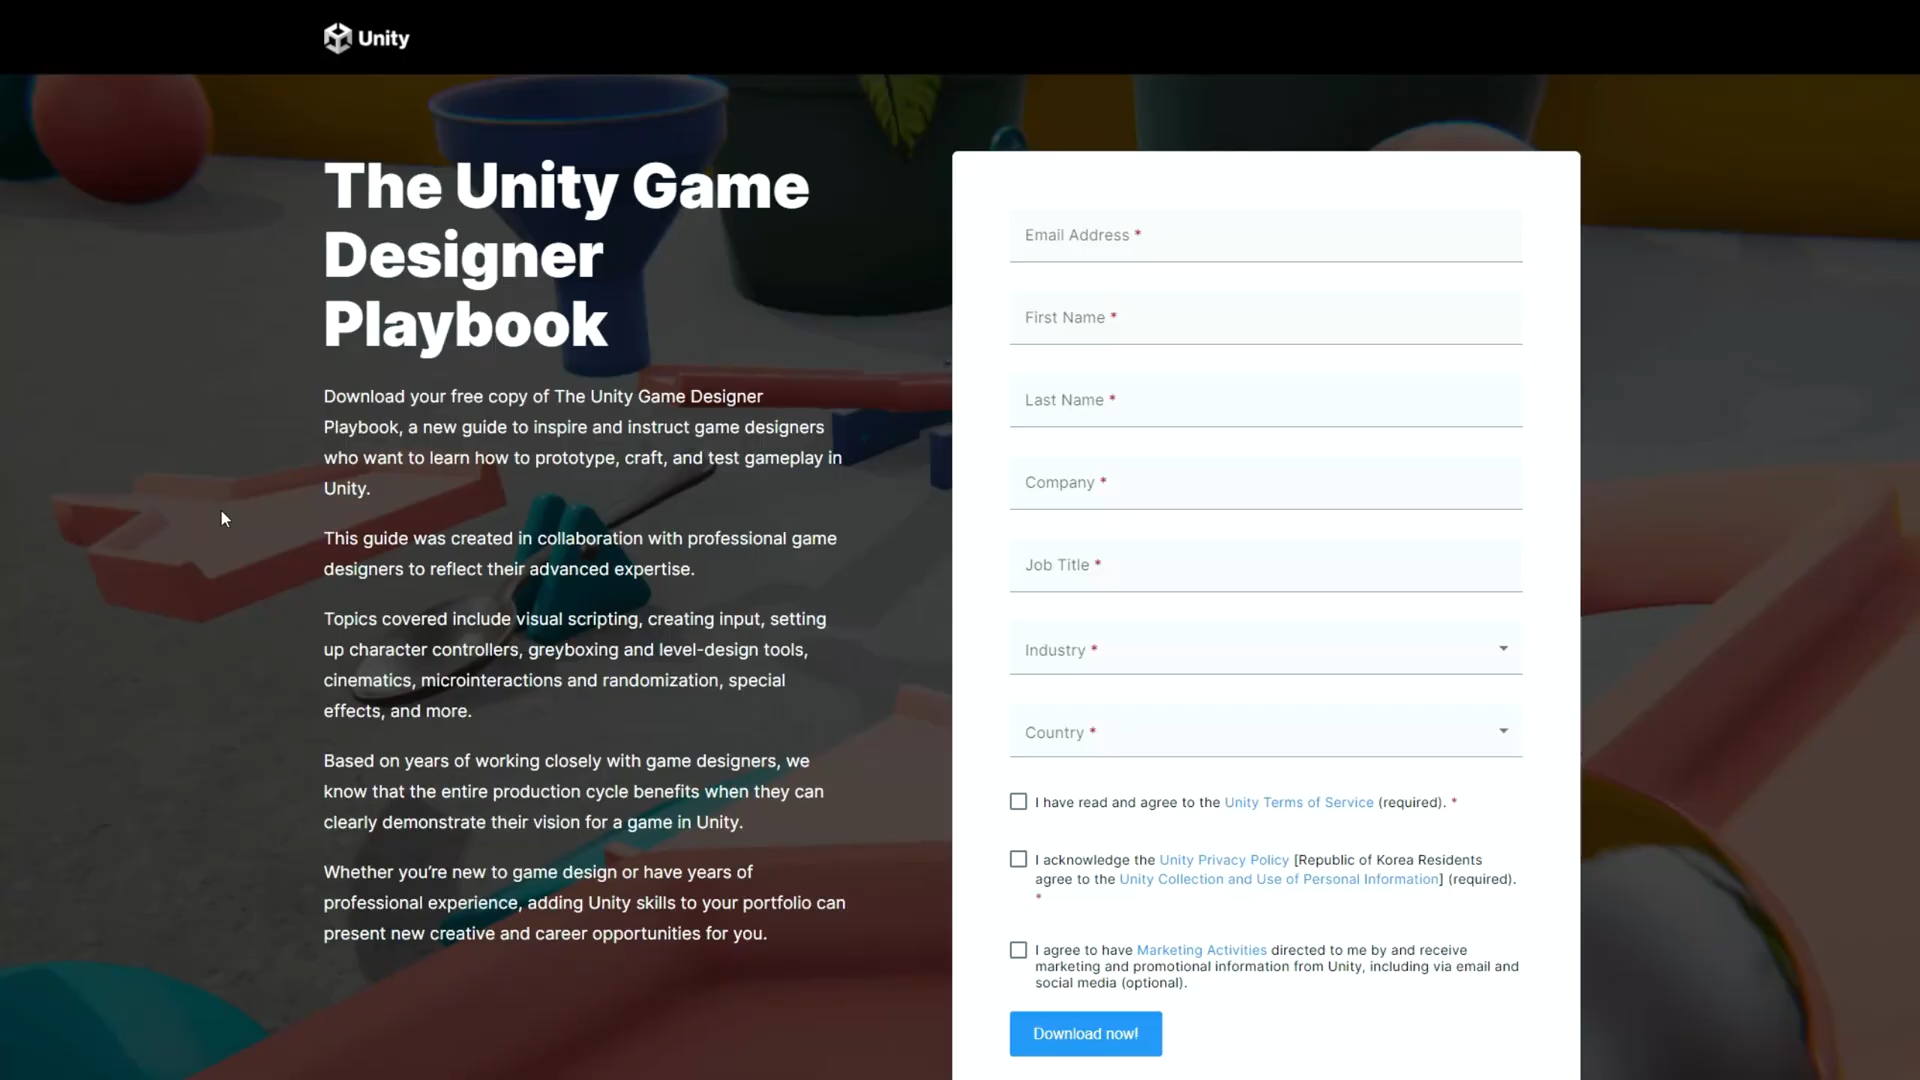 Unity
The Unity Game
Designer
Playbook
Download your free copy of The Unity Game Designer
Playbook, a new guide to inspire and instruct game designers
who want to learn how to prototype, craft, and test gameplay in
Unity.
This guide was created in collaboration with professional game
designers to reflect their advanced expertise.
Topics covered include visual scripting, creating input, setting
up character controllers, greyboxing and level-design tools,
cinematics, microinteractions and randomization, special
effects, and more.
Based on years of working closely with game designers, we
know that the entire production cycle benefits when they can
clearly demonstrate their vision for a game in Unity.
Whether you’re new to game design or have years of
professional experience, adding Unity skills to your portfolio can
present new creative and career opportunities for you.
Email Address *
First Name *
Last Name *
Company *
Job Title *
Industry *
Country *
I have read and agree to the Unity Terms of Service (required). *
I acknowledge the Unity Privacy Policy [Republic of Korea Residents
agree to the Unity Collection and Use of Personal Information] (required).
*
I agree to have Marketing Activities directed to me by and receive
marketing and promotional information from Unity, including via email and
social media (optional).
Download now!